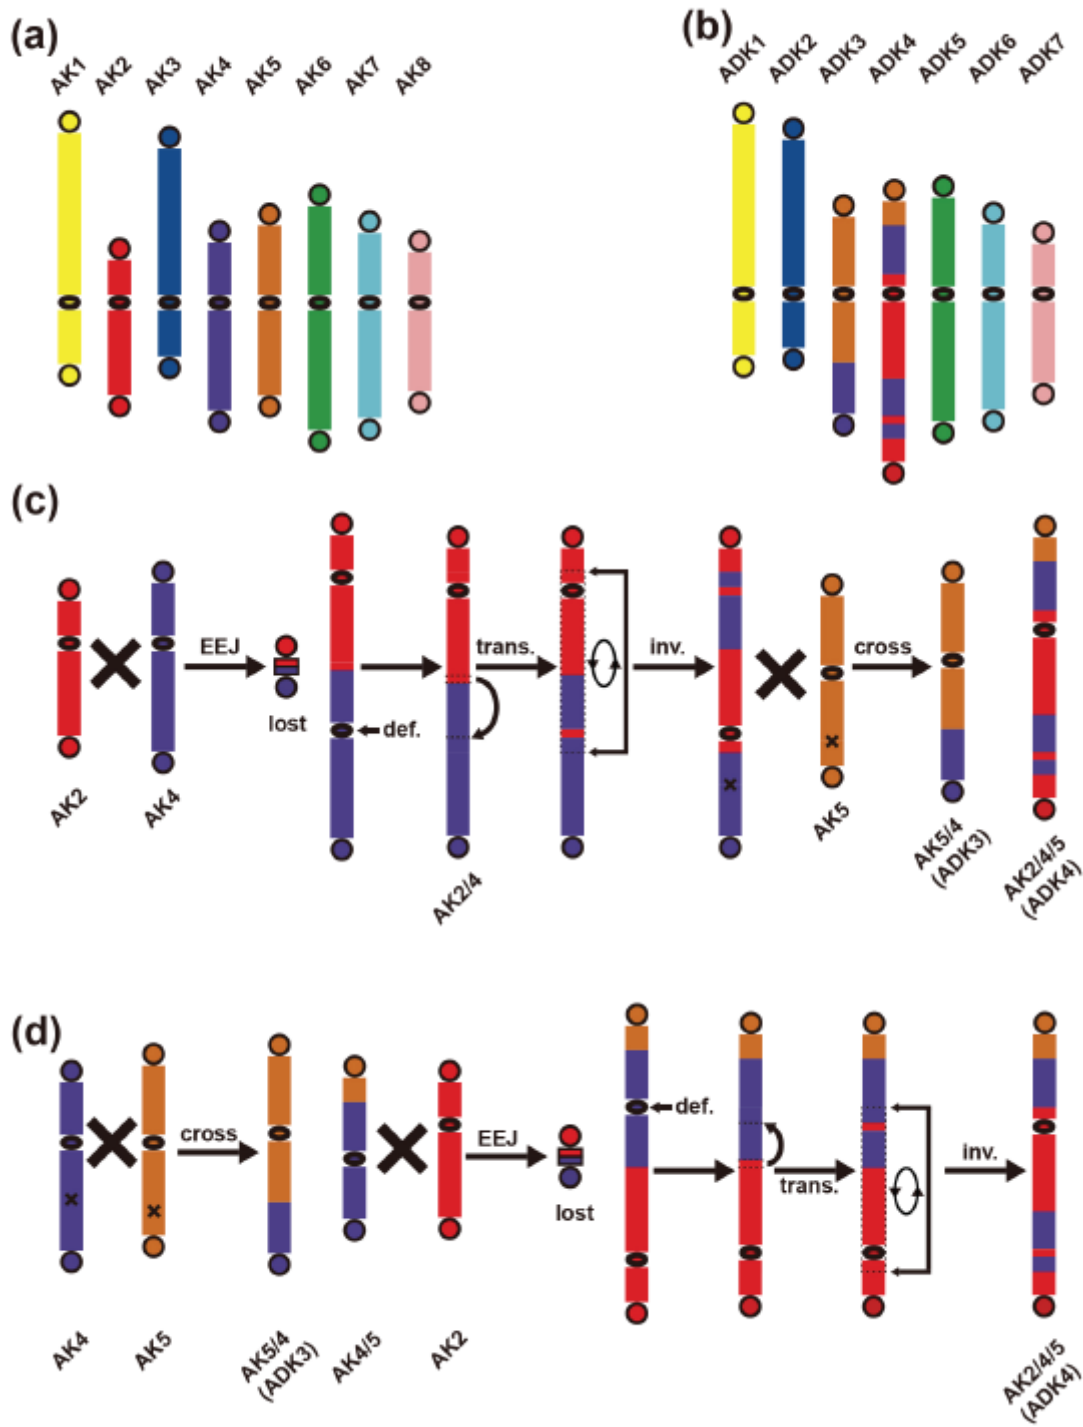 (a)
AK1 AK2 AK3 AK4 AK5 AK6 AK7 AK8
(b)
ADK1 ADK2 ADK3 ADK4 ADK5 ADK6 ADK7
(c)
EEJ
lost
def.
trans.
inv.
cross
AK2
AK4
AK2/4
AK5
AK5/4
(ADK3)
AK2/4/5
(ADK4)
(d)
cross
EEJ
lost
def.
trans.
inv.
AK4
AK5
AK5/4
(ADK3)
AK4/5
AK2
AK2/4/5
(ADK4)